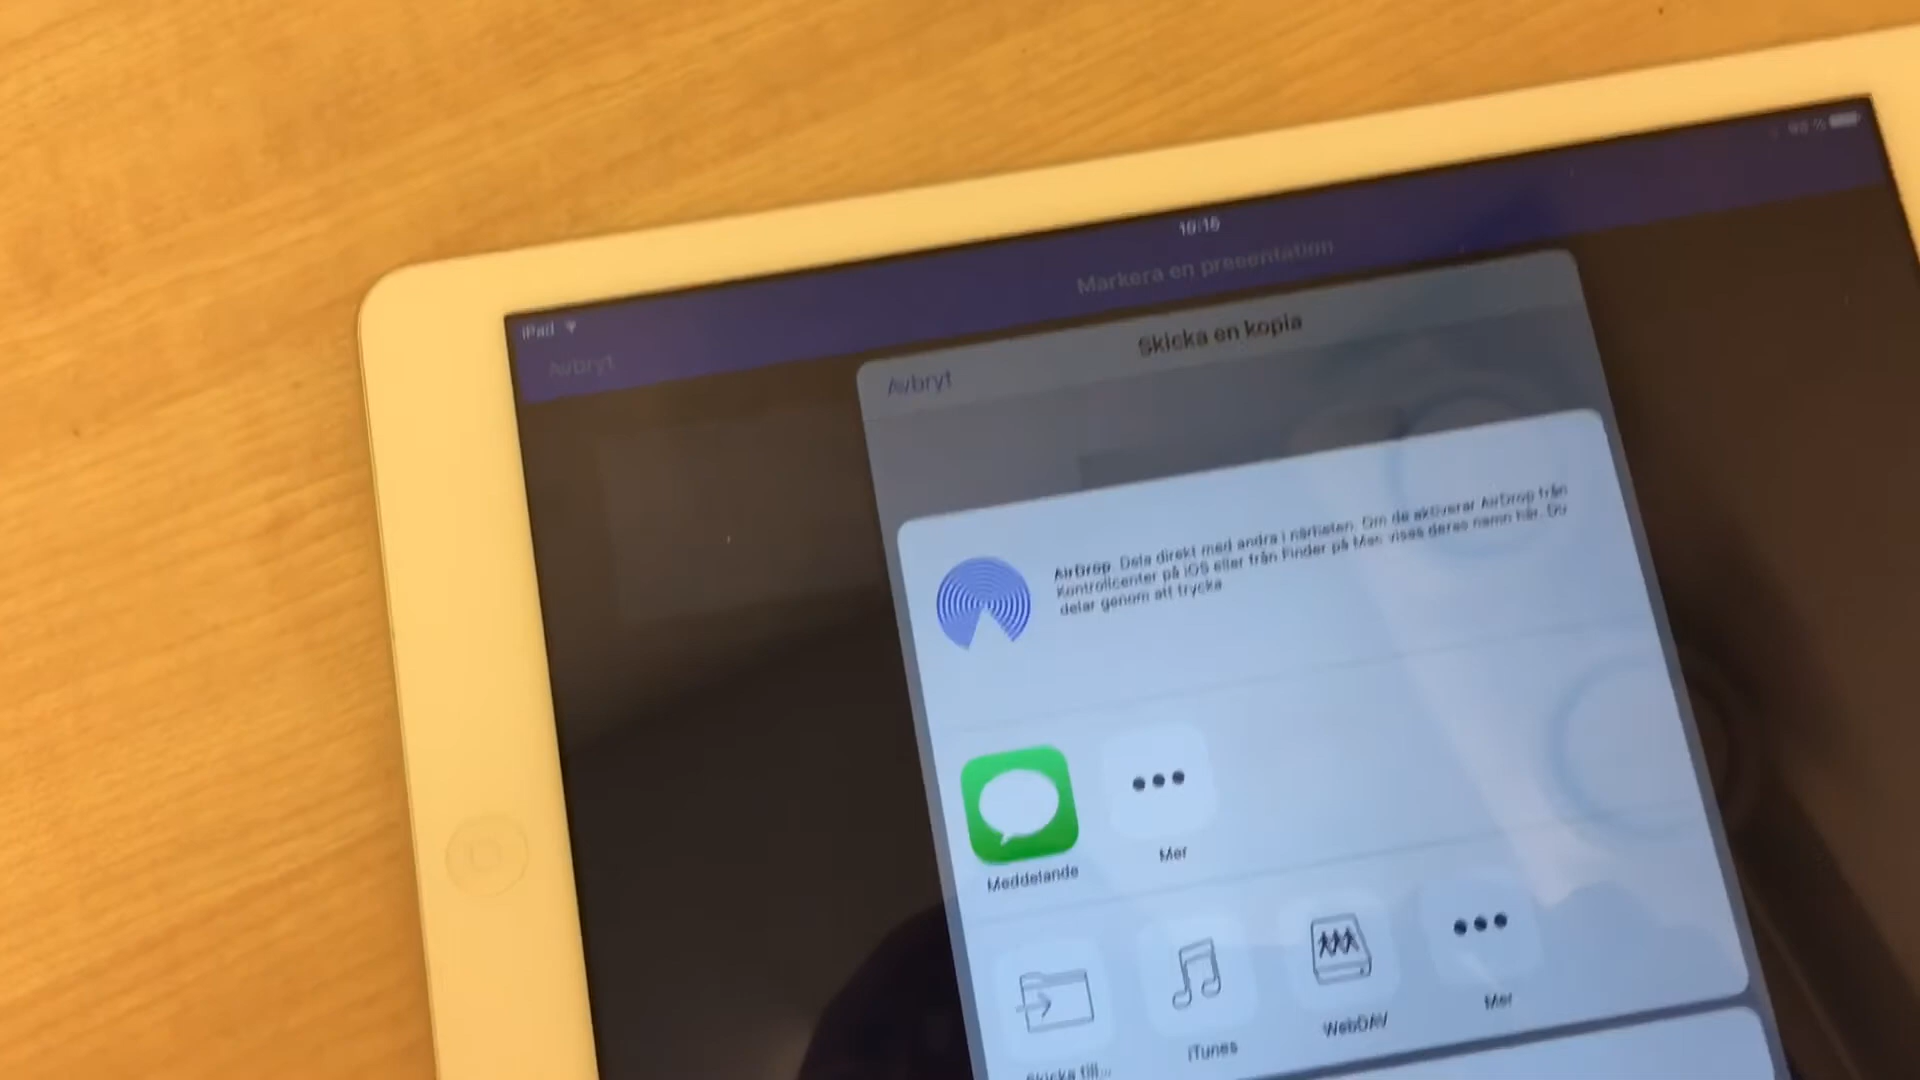 iPad
Avbryt
Markera en presentation
Avbryt
Skicka en kopia
AirDrop. Dela direkt med andra i närheten. Om de aktiverar AirDrop från
Kontrollcenter på iOS eller från Finder på Mac visas deras namn här. Du
delar genom att trycka.
Meddelande
Mer
Skicka till...
iTunes
WebDAV
Mer